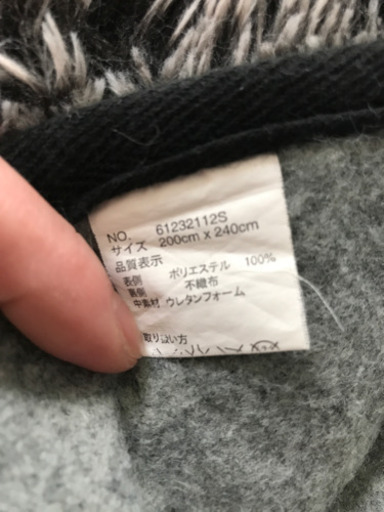 NO. 61232112S
サイズ 200cm x 240cm
品質表示
表側 ポリエステル 100%
裏側 不織布
中素材 ウレタンフォーム
取り扱い方